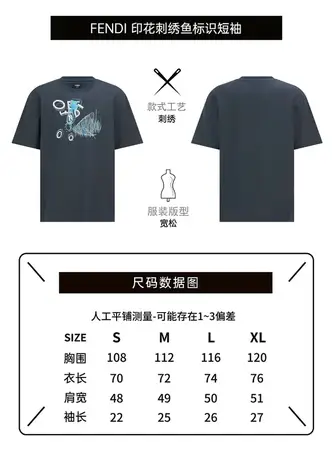 FENDI 印花刺绣鱼标识短袖
款式工艺
刺绣
服装版型
宽松
尺码数据图
人工平铺测量-可能存在1~3偏差
SIZE S M L XL
胸围 108 112 116 120
衣长 70 72 74 76
肩宽 48 49 50 51
袖长 22 25 26 27